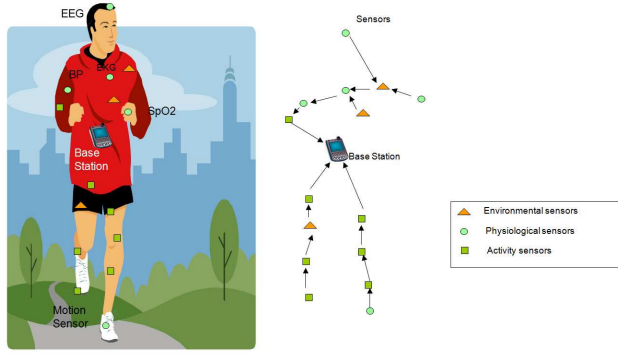 EEG
EKG
BP
SpO2
Base
Station
Motion
Sensor
Sensors
Base Station
Environmental sensors
Physiological sensors
Activity sensors